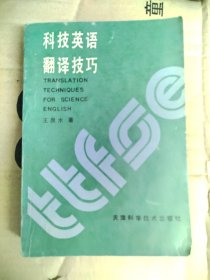 科技英语
翻译技巧
TRANSLATION
TECHNIQUES
FOR SCIENCE
ENGLISH
王泉水 著
ttfse
天津科学技术出版社